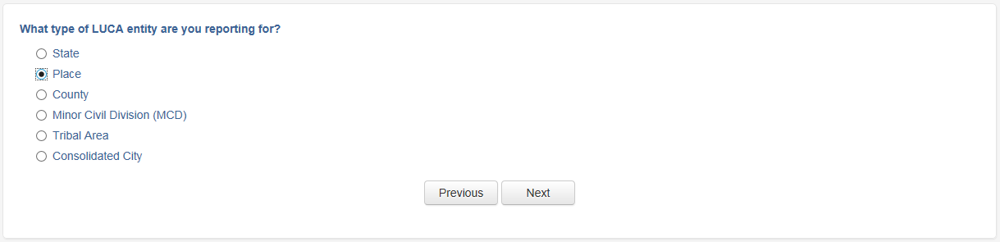 What type of LUCA entity are you reporting for?
State
Place
County
Minor Civil Division (MCD)
Tribal Area
Consolidated City
Previous Next